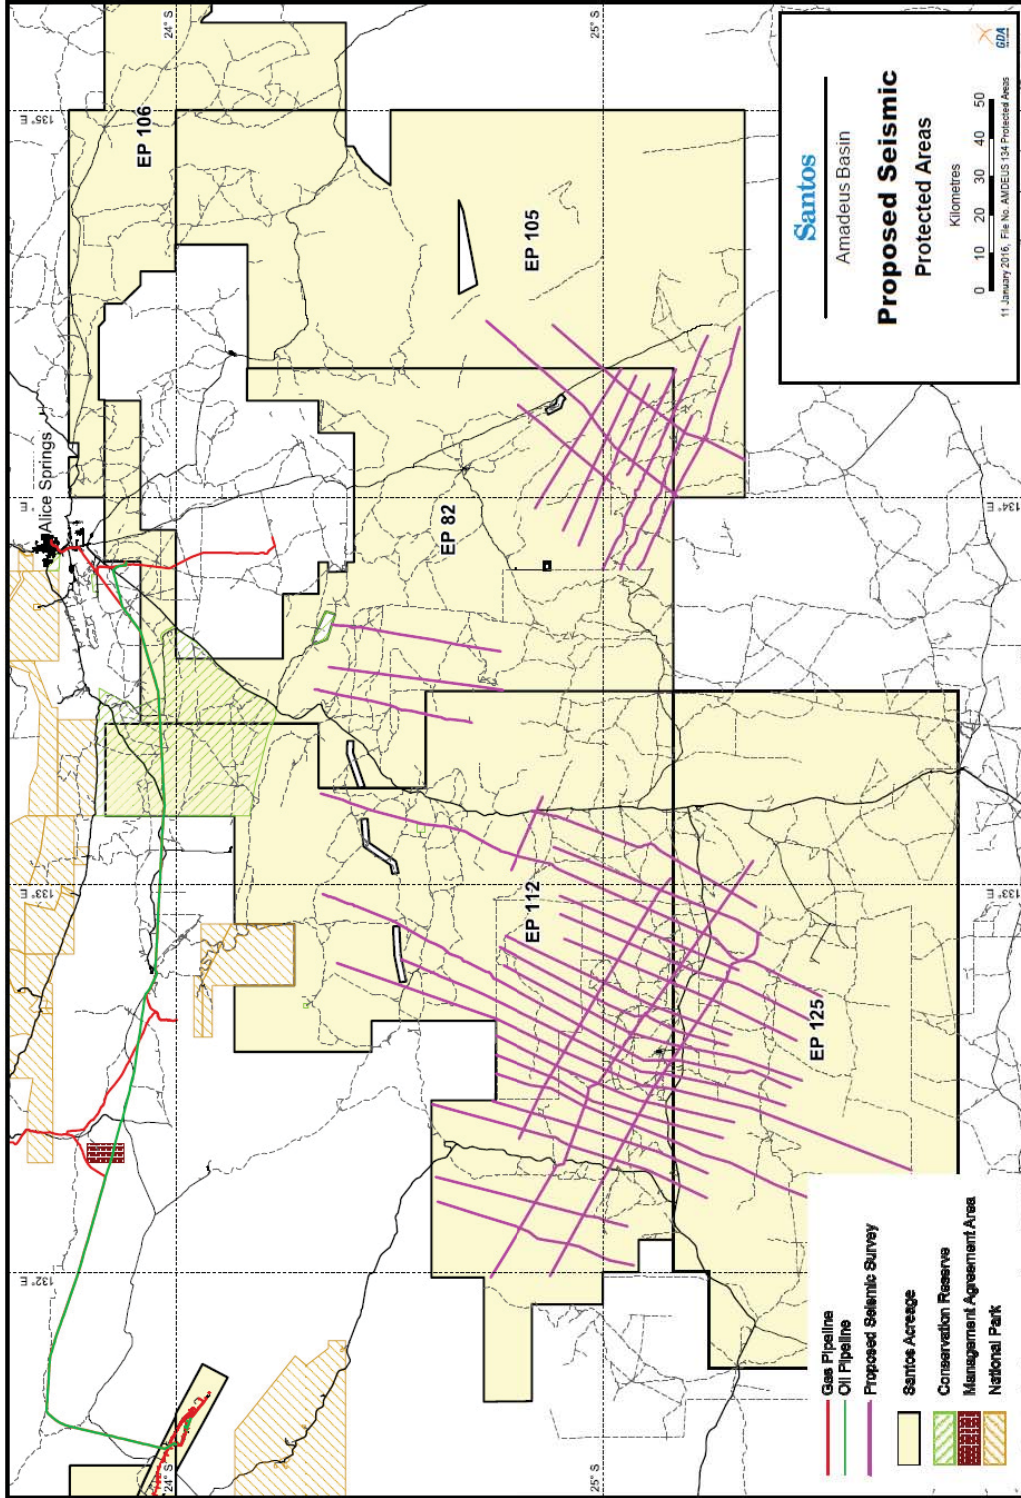 24° S
25° S
135° E
EP 106
EP 105
Alice Springs
E
134° E
EP 82
133° E
133° E
EP 112
EP 125
132° E
132° E
24° S
25° S
Santos
Amadeus Basin
Proposed Seismic
Protected Areas
Kilometres
0 10 20 30 40 50
11 January 2016, File No. AMDEUS 134 Protected Areas
GDA
Gas Pipeline
Oil Pipeline
Proposed Seismic Survey
Santos Acreage
Conservation Reserve
Management Agreement Area
National Park